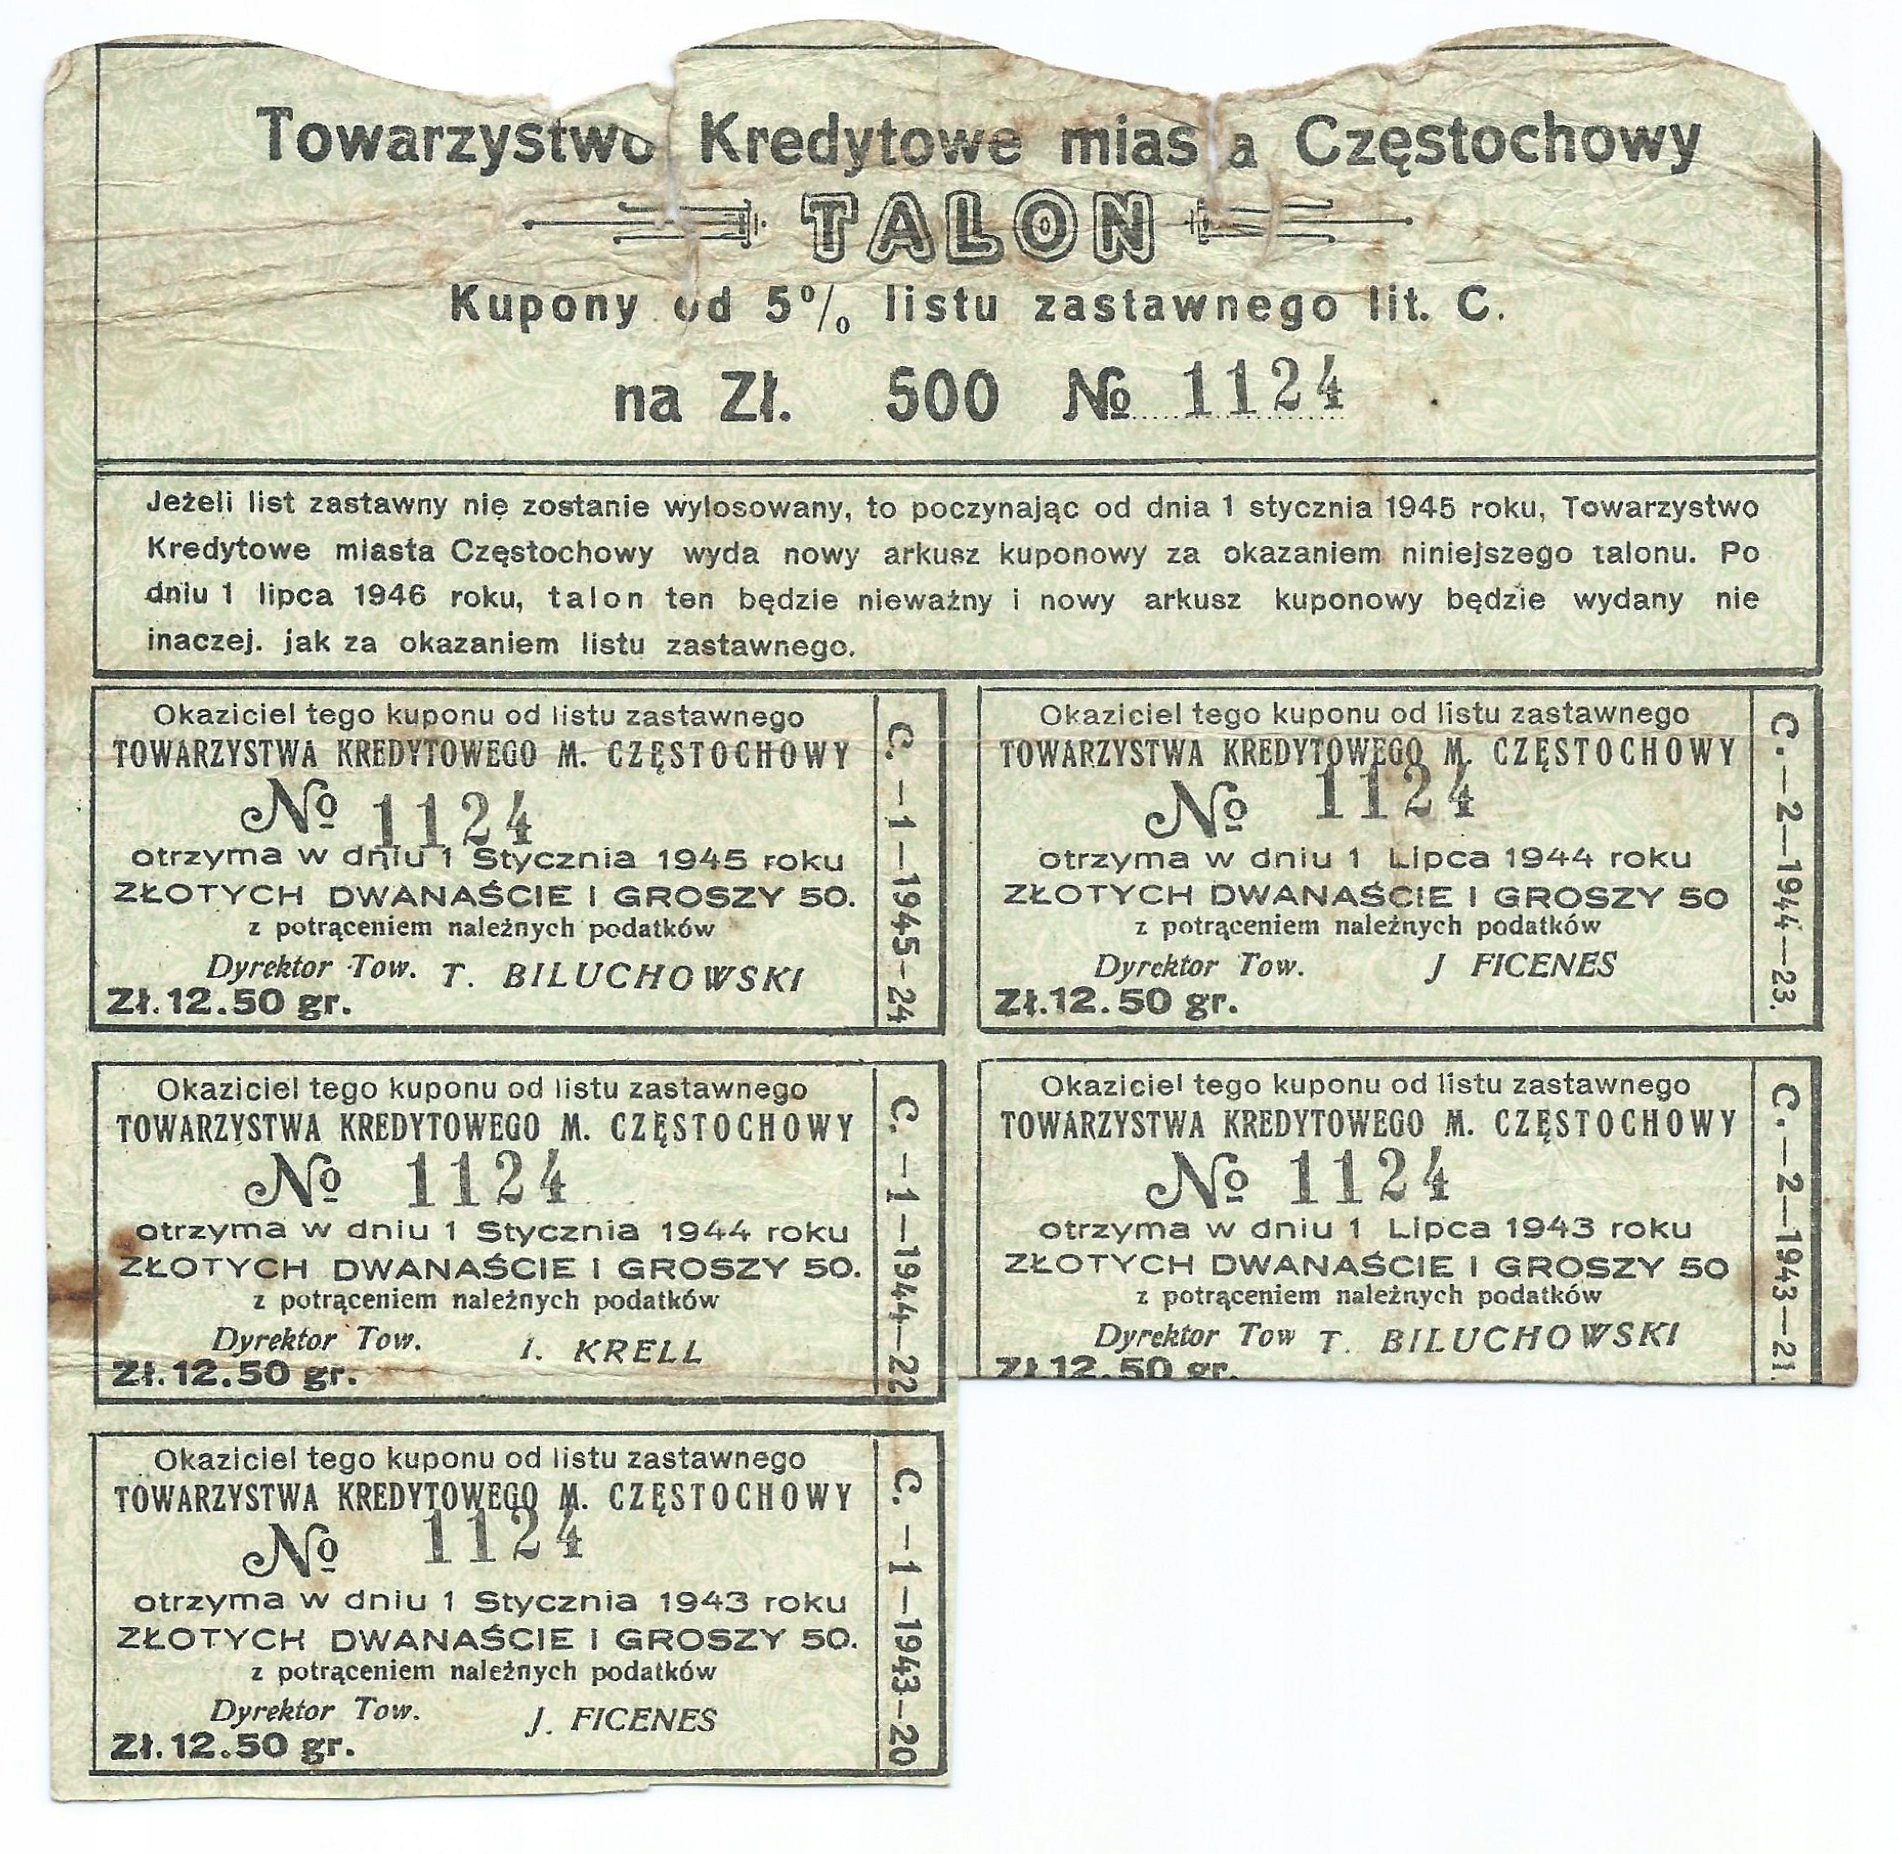 Towarzystwo Kredytowe miasta Częstochowy
TALON
Kupony od 5% listu zastawnego lit. C.
na Zł. 500 № 1124
Jeżeli list zastawny nie zostanie wylosowany, to poczynając od dnia 1 stycznia 1945 roku, Towarzystwo
Kredytowe miasta Częstochowy wyda nowy arkusz kuponowy za okazaniem niniejszego talonu. Po
dniu 1 lipca 1946 roku, talon ten będzie nieważny i nowy arkusz kuponowy będzie wydany nie
inaczej. jak za okazaniem listu zastawnego.
Okaziciel tego kuponu od listu zastawnego
TOWARZYSTWA KREDYTOWEGO M. CZĘSTOCHOWY
№ 1124
otrzyma w dniu 1 Stycznia 1945 roku
ZŁOTYCH DWANAŚCIE I GROSZY 50.
z potrąceniem należnych podatków
Dyrektor Tow. T. BILUCHOWSKI
Zł.12.50 gr.
C.—1—1945-24
Okaziciel tego kuponu od listu zastawnego
TOWARZYSTWA KREDYTOWEGO M. CZĘSTOCHOWY
№ 1124
otrzyma w dniu 1 Lipca 1944 roku
ZŁOTYCH DWANAŚCIE I GROSZY 50
z potrąceniem należnych podatków
Dyrektor Tow. J FICENES
Zł.12.50 gr.
C.—2—1944—23.
Okaziciel tego kuponu od listu zastawnego
TOWARZYSTWA KREDYTOWEGO M. CZĘSTOCHOWY
№ 1124
otrzyma w dniu 1 Stycznia 1944 roku
ZŁOTYCH DWANAŚCIE I GROSZY 50.
z potrąceniem należnych podatków
Dyrektor Tow. I. KRELL
Zł.12.50 gr.
C.—1—1944—22
Okaziciel tego kuponu od listu zastawnego
TOWARZYSTWA KREDYTOWEGO M. CZĘSTOCHOWY
№ 1124
otrzyma w dniu 1 Lipca 1943 roku
ZŁOTYCH DWANAŚCIE I GROSZY 50
z potrąceniem należnych podatków
Dyrektor Tow T. BILUCHOWSKI
Zł.12.50 gr.
C.—2—1943—21.
Okaziciel tego kuponu od listu zastawnego
TOWARZYSTWA KREDYTOWEGO M. CZĘSTOCHOWY
№ 1124
otrzyma w dniu 1 Stycznia 1943 roku
ZŁOTYCH DWANAŚCIE I GROSZY 50.
z potrąceniem należnych podatków
Dyrektor Tow. J. FICENES
Zł.12.50 gr.
C.—1—1943—20